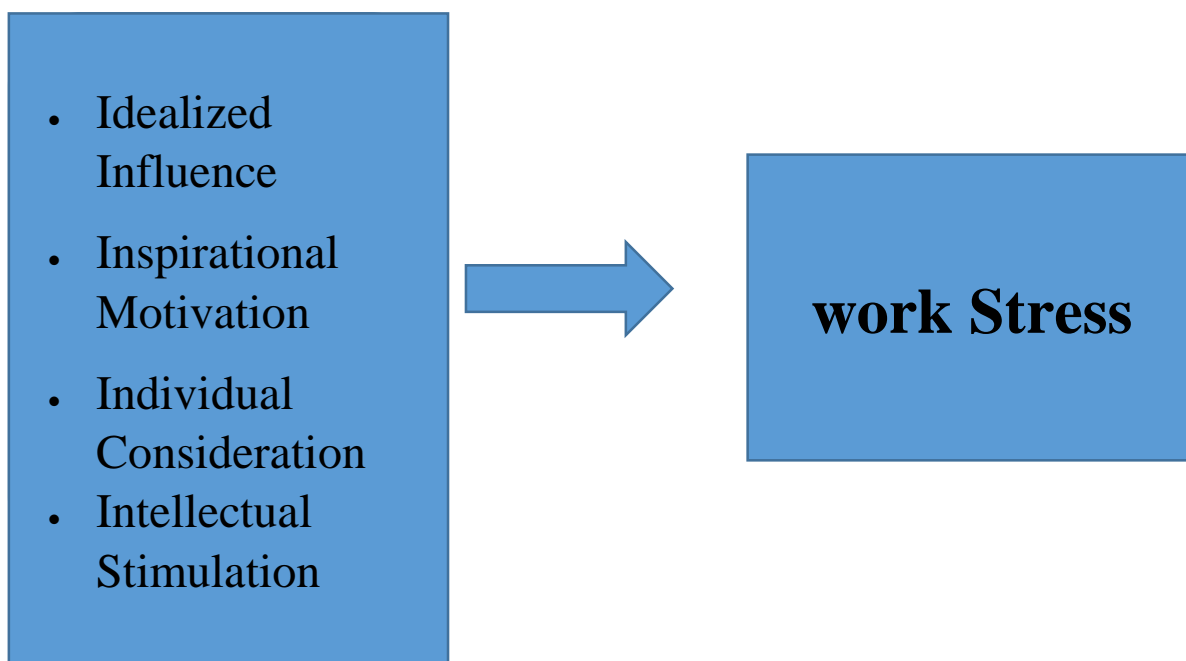 • Idealized
Influence
• Inspirational
Motivation
• Individual
Consideration
• Intellectual
Stimulation
work Stress